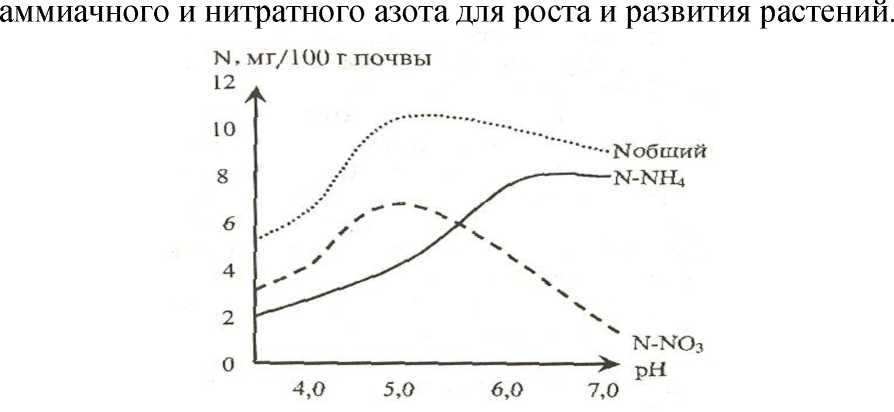 аммиачного и нитратного азота для роста и развития растений.
N, мг/100 г почвы
12
10
8
6
4
2
0
Nобщий
N-NH₄
N-NO₃
pH
4,0 5,0 6,0 7,0